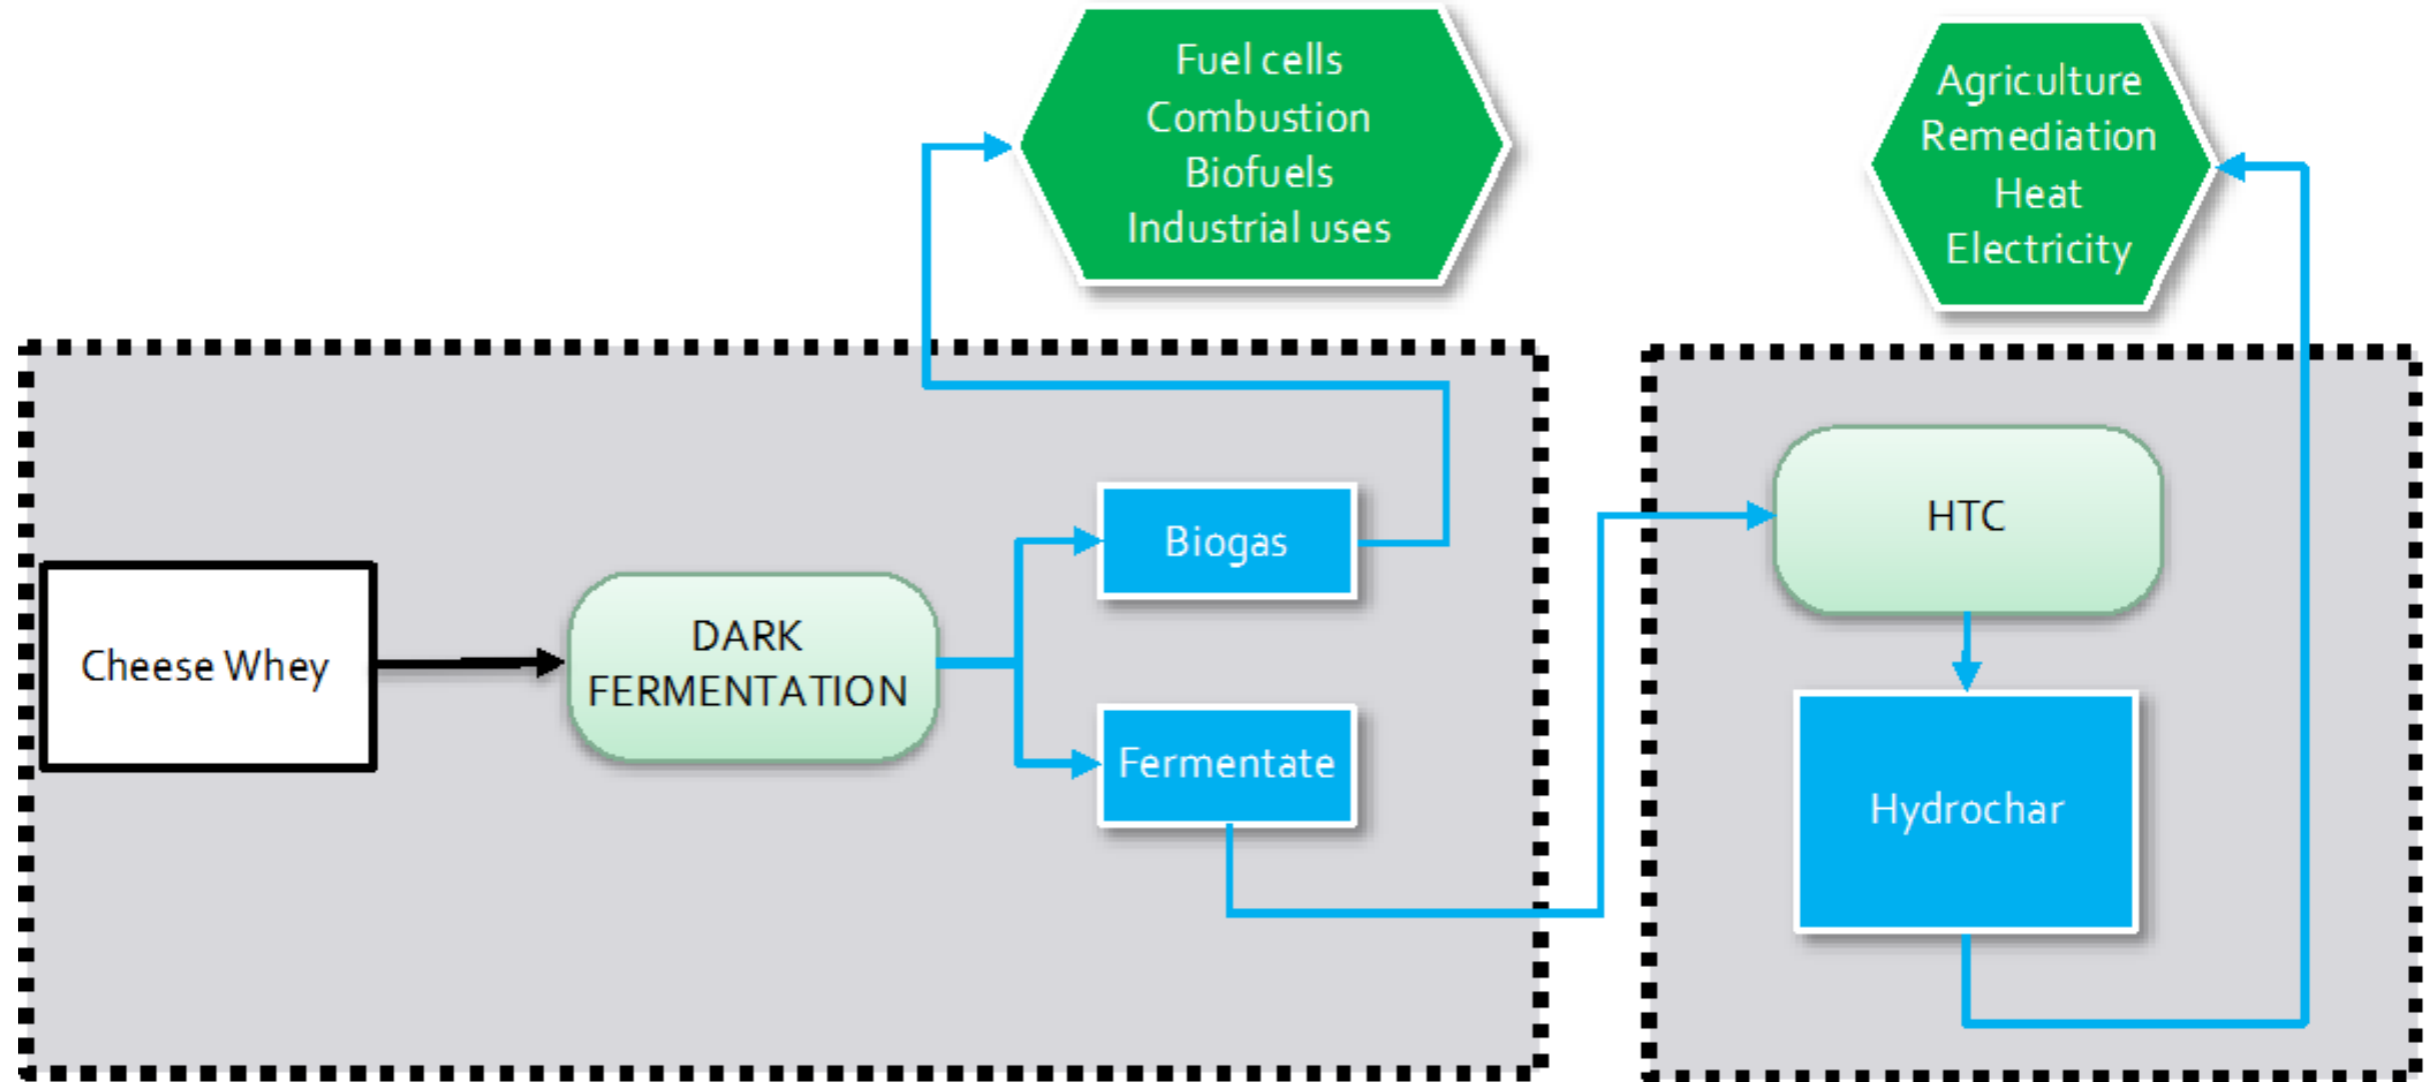 Fuel cells
Combustion
Biofuels
Industrial uses
Agriculture
Remediation
Heat
Electricity
Cheese Whey
DARK
FERMENTATION
Biogas
Fermentate
HTC
Hydrochar